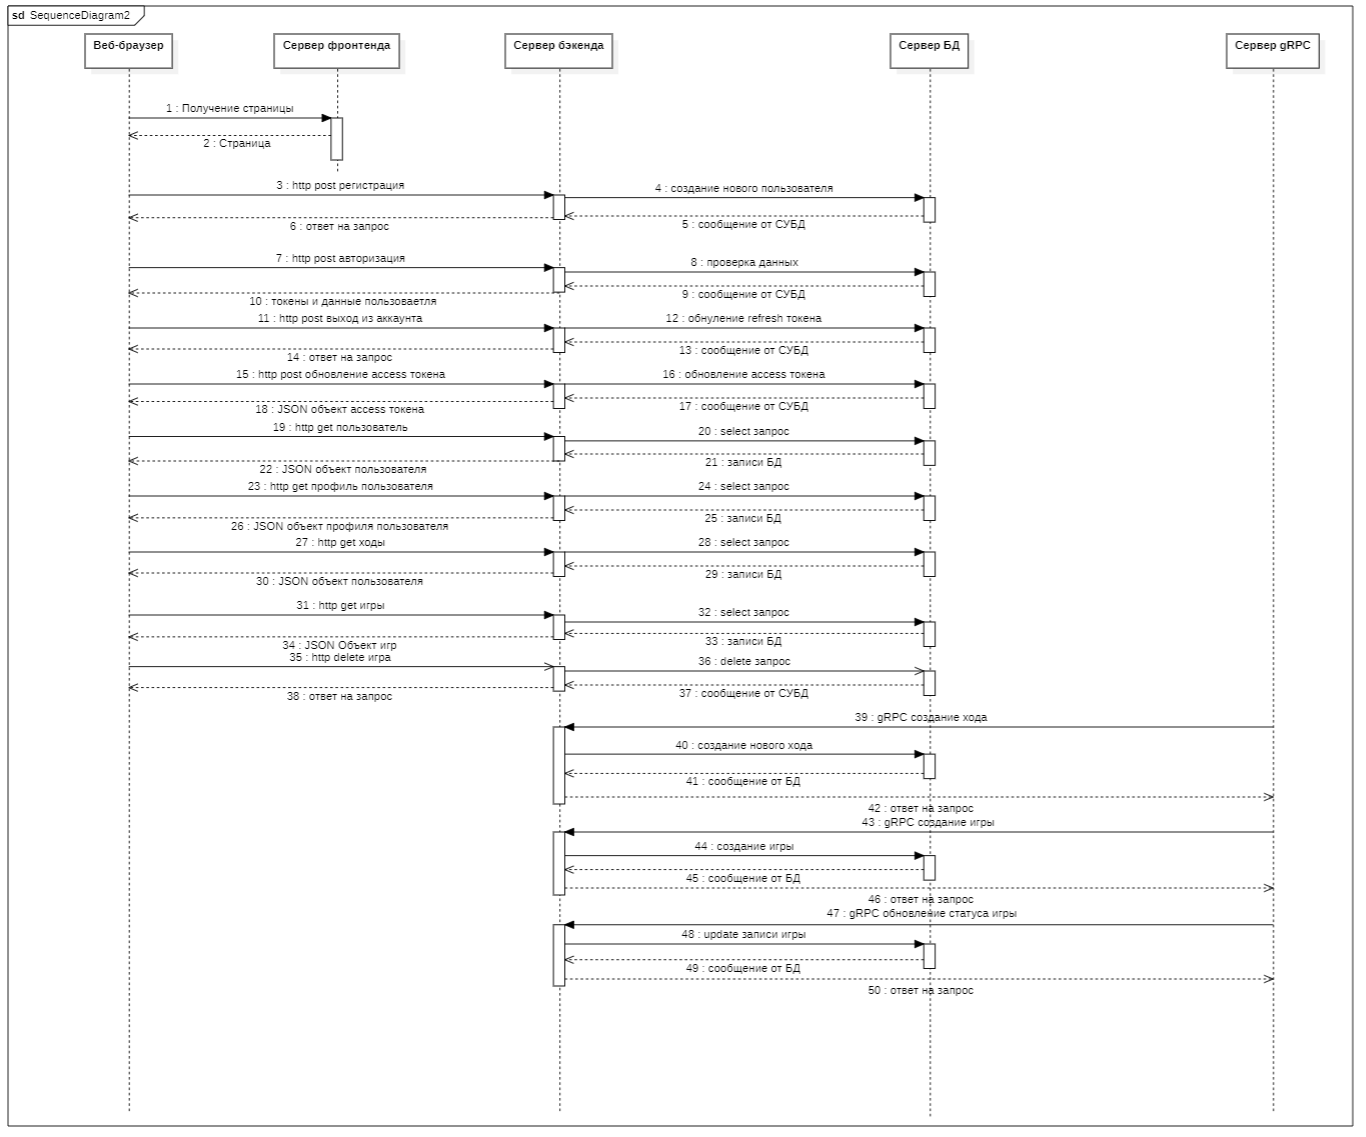 sd SequenceDiagram2
Веб-браузер
Сервер фронтенда
Сервер бэкенда
Сервер БД
Сервер gRPC
1 : Получение страницы
2 : Страница
3 : http post регистрация
4 : создание нового пользователя
5 : сообщение от СУБД
6 : ответ на запрос
7 : http post авторизация
8 : проверка данных
9 : сообщение от СУБД
10 : токены и данные пользоваетля
11 : http post выход из аккаунта
12 : обнуление refresh токена
13 : сообщение от СУБД
14 : ответ на запрос
15 : http post обновление access токена
16 : обновление access токена
17 : сообщение от СУБД
18 : JSON объект access токена
19 : http get пользователь
20 : select запрос
21 : записи БД
22 : JSON объект пользователя
23 : http get профиль пользователя
24 : select запрос
25 : записи БД
26 : JSON объект профиля пользователя
27 : http get ходы
28 : select запрос
29 : записи БД
30 : JSON объект пользователя
31 : http get игры
32 : select запрос
33 : записи БД
34 : JSON Объект игр
35 : http delete игра
36 : delete запрос
37 : сообщение от СУБД
38 : ответ на запрос
39 : gRPC создание хода
40 : создание нового хода
41 : сообщение от БД
42 : ответ на запрос
43 : gRPC создание игры
44 : создание игры
45 : сообщение от БД
46 : ответ на запрос
47 : gRPC обновление статуса игры
48 : update записи игры
49 : сообщение от БД
50 : ответ на запрос